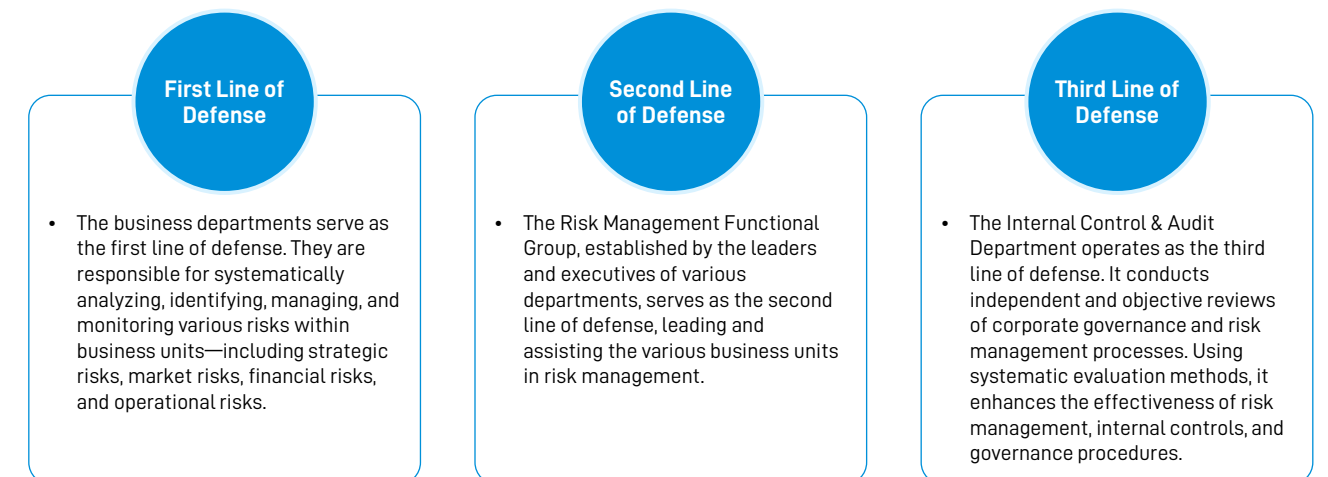 First Line of
Defense
• The business departments serve as
the first line of defense. They are
responsible for systematically
analyzing, identifying, managing, and
monitoring various risks within
business units—including strategic
risks, market risks, financial risks,
and operational risks.
Second Line
of Defense
• The Risk Management Functional
Group, established by the leaders
and executives of various
departments, serves as the second
line of defense, leading and
assisting the various business units
in risk management.
Third Line of
Defense
• The Internal Control & Audit
Department operates as the third
line of defense. It conducts
independent and objective reviews
of corporate governance and risk
management processes. Using
systematic evaluation methods, it
enhances the effectiveness of risk
management, internal controls, and
governance procedures.